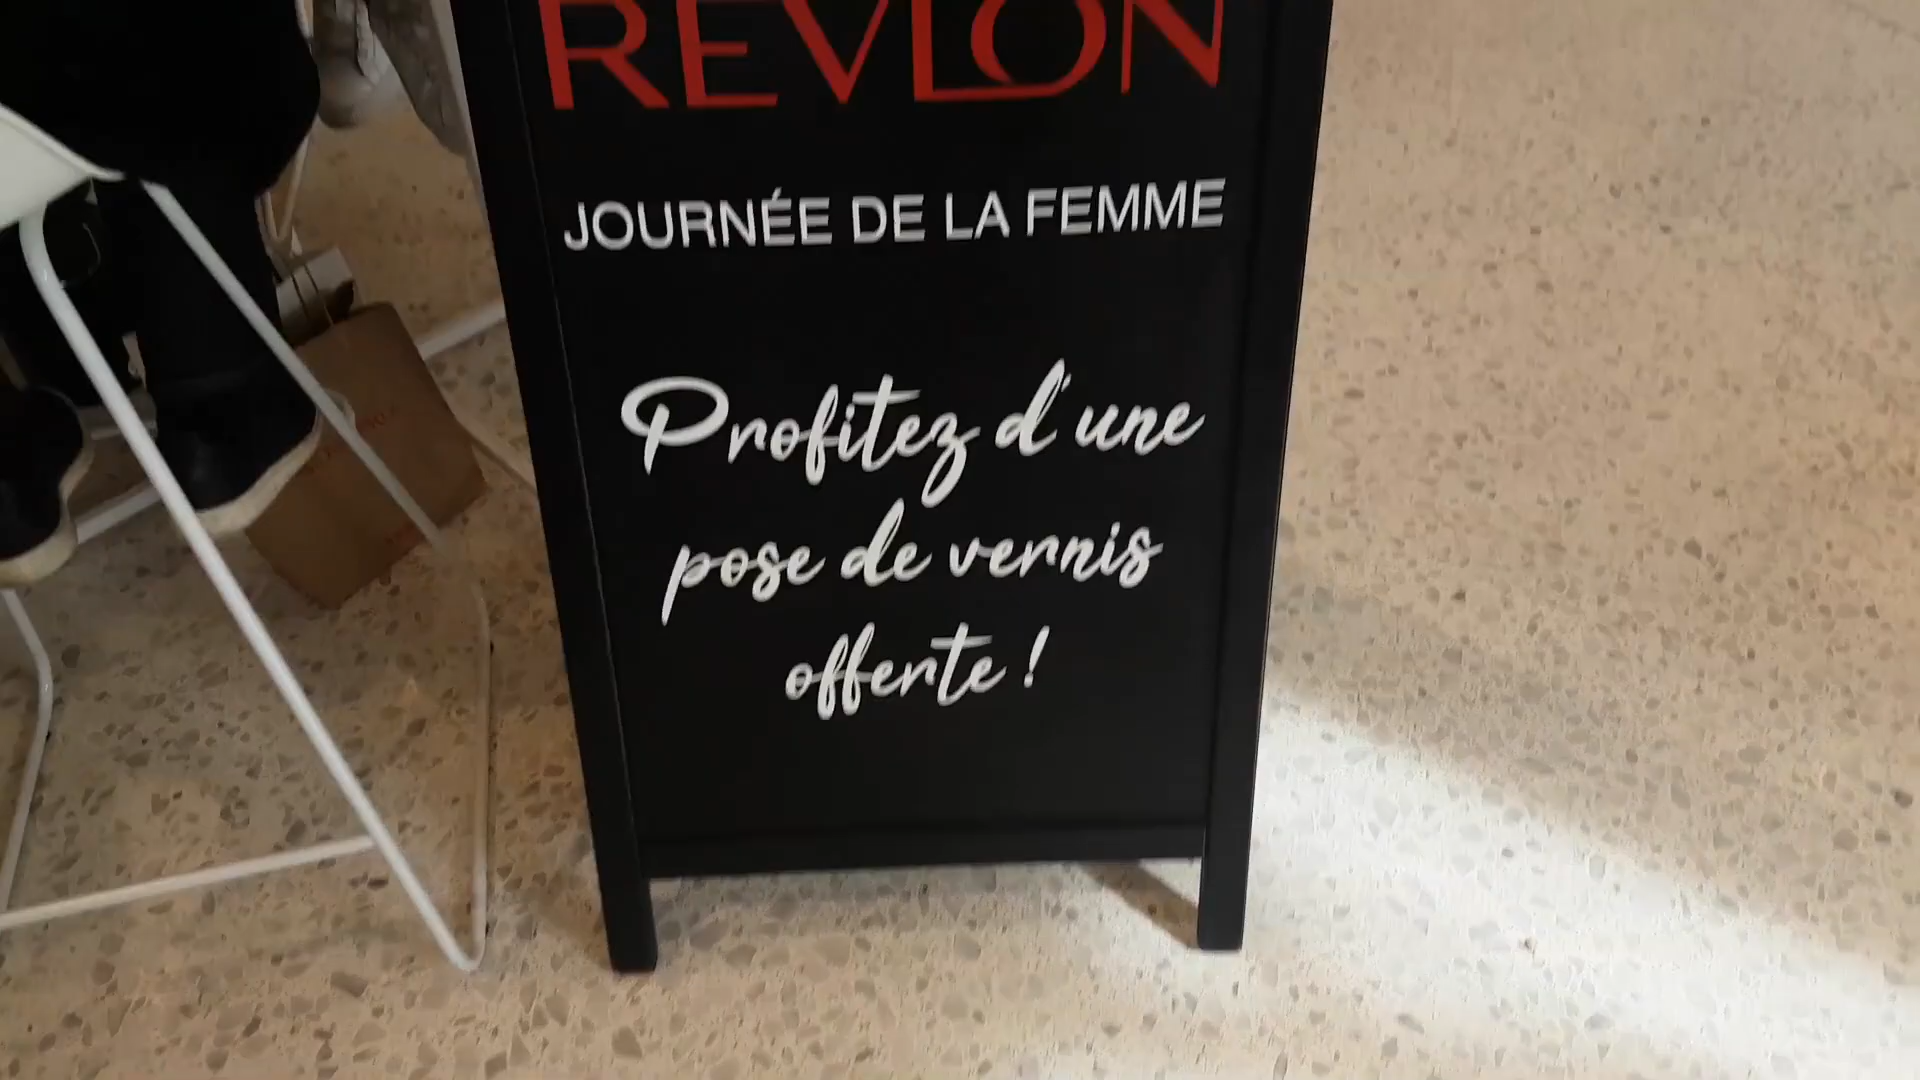 REVLON
JOURNÉE DE LA FEMME
Profitez d'une
pose de vernis
offerte !